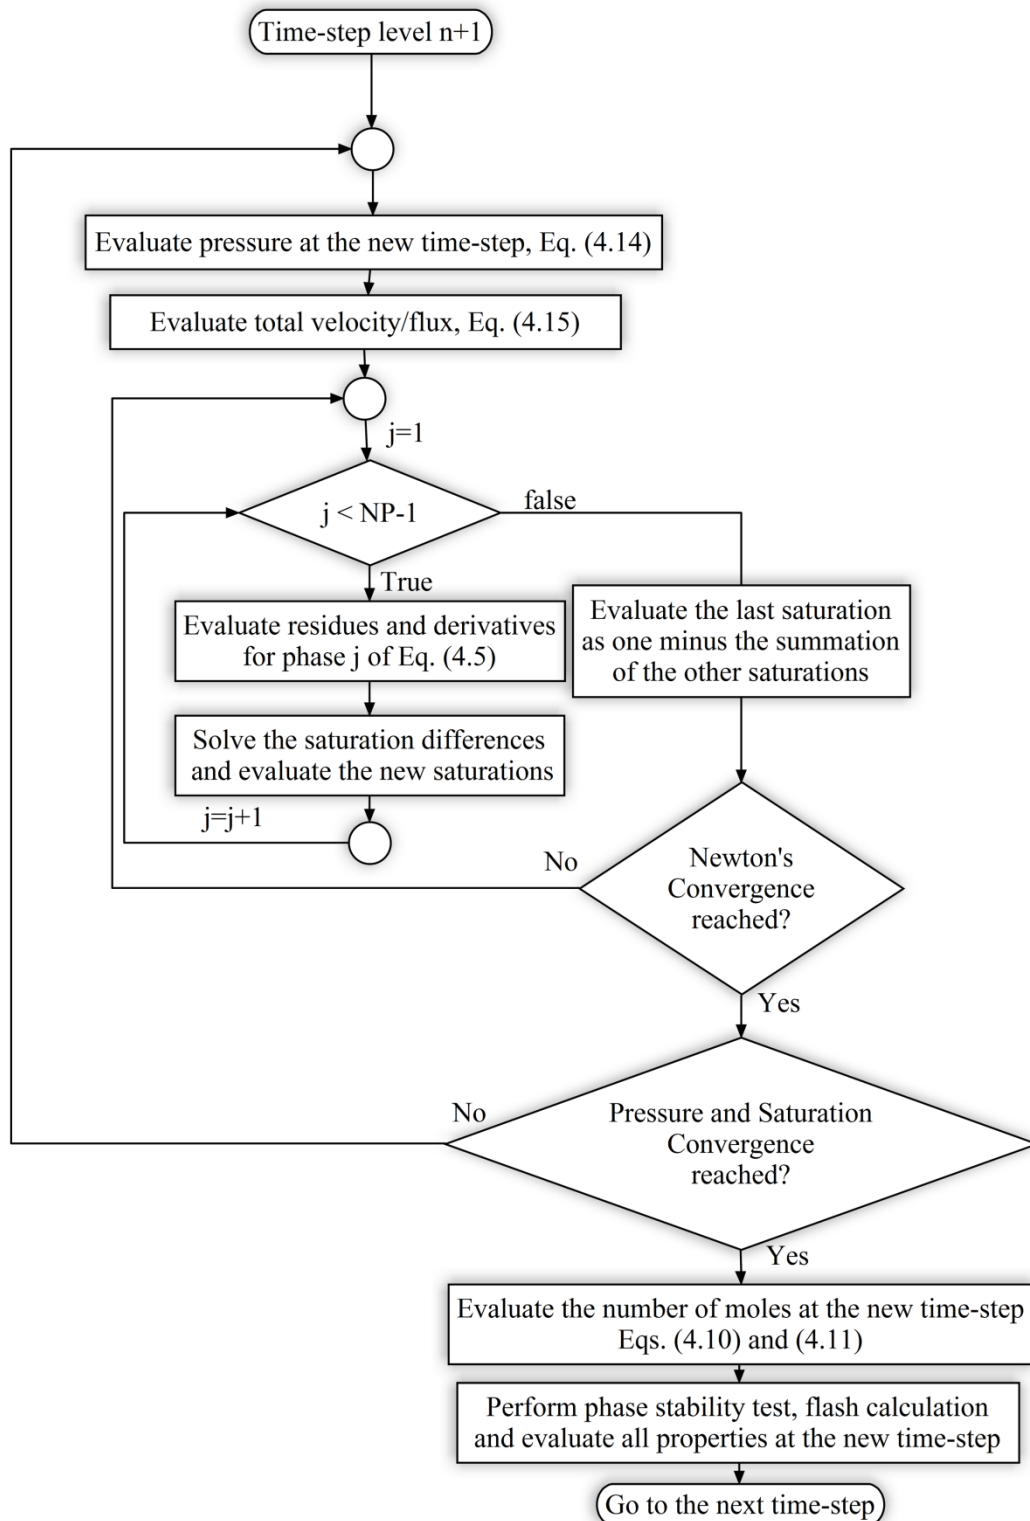 Time-step level n+1
Evaluate pressure at the new time-step, Eq. (4.14)
Evaluate total velocity/flux, Eq. (4.15)
j=1
j < NP-1
false
True
Evaluate residues and derivatives
for phase j of Eq. (4.5)
Evaluate the last saturation
as one minus the summation
of the other saturations
Solve the saturation differences
and evaluate the new saturations
j=j+1
No
Newton's
Convergence
reached?
Yes
No
Pressure and Saturation
Convergence
reached?
Yes
Evaluate the number of moles at the new time-step
Eqs. (4.10) and (4.11)
Perform phase stability test, flash calculation
and evaluate all properties at the new time-step
Go to the next time-step